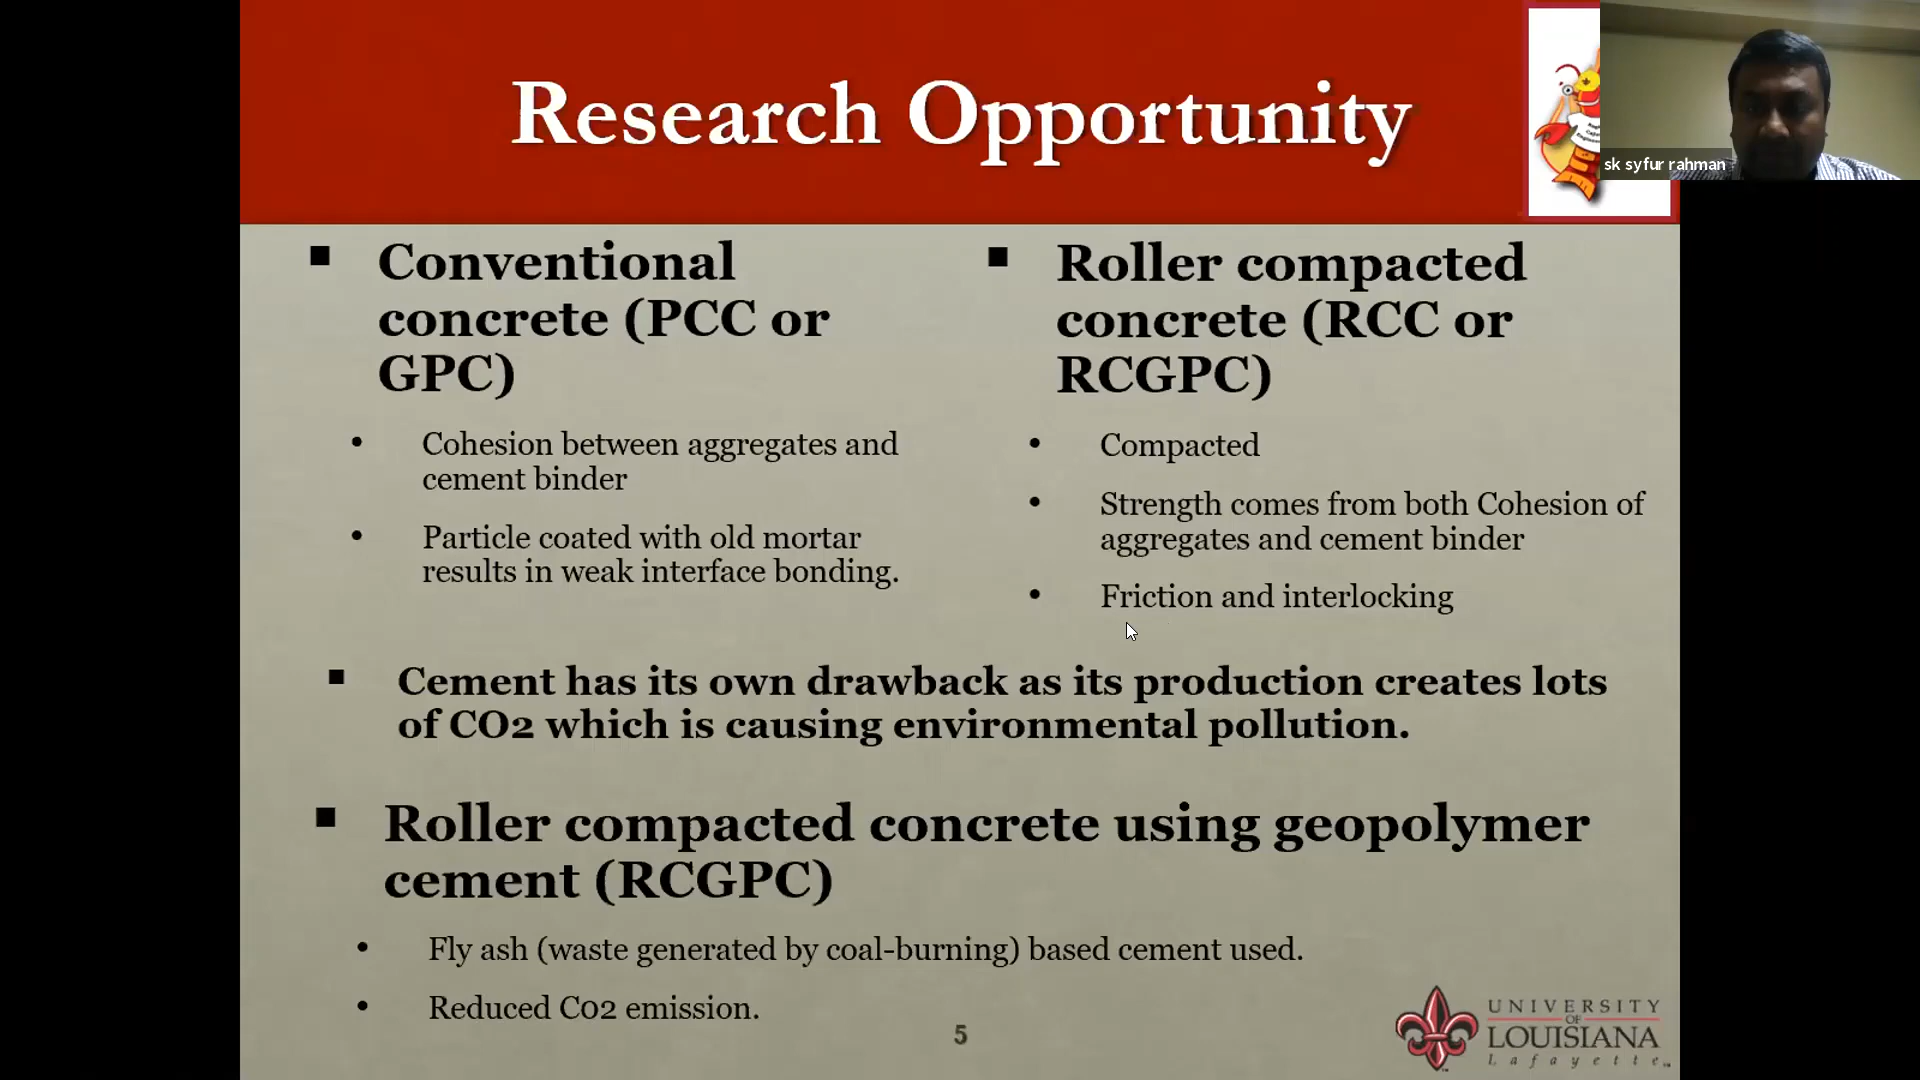 Research Opportunity
sk syfur rahman
Conventional
concrete (PCC or
GPC)
Cohesion between aggregates and
cement binder
Particle coated with old mortar
results in weak interface bonding.
Roller compacted
concrete (RCC or
RCGPC)
Compacted
Strength comes from both Cohesion of
aggregates and cement binder
Friction and interlocking
Cement has its own drawback as its production creates lots
of CO2 which is causing environmental pollution.
Roller compacted concrete using geopolymer
cement (RCGPC)
Fly ash (waste generated by coal-burning) based cement used.
Reduced C02 emission.
5
UNIVERSITY
OF
LOUISIANA
Lafayette